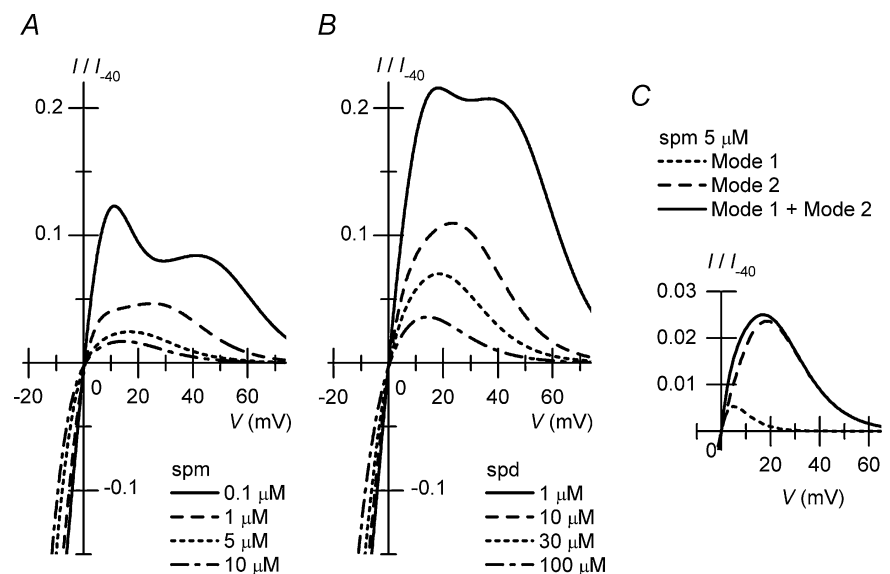 A
I / I-40
0.2
0.1
-20
0
20
40
60
V (mV)
-0.1
spm
0.1 μM
1 μM
5 μM
10 μM
B
I / I-40
0.2
0.1
-20
0
20
40
60
V (mV)
-0.1
spd
1 μM
10 μM
30 μM
100 μM
C
spm 5 μM
Mode 1
Mode 2
Mode 1 + Mode 2
I / I-40
0.03
0.02
0.01
0
20
40
60
V (mV)